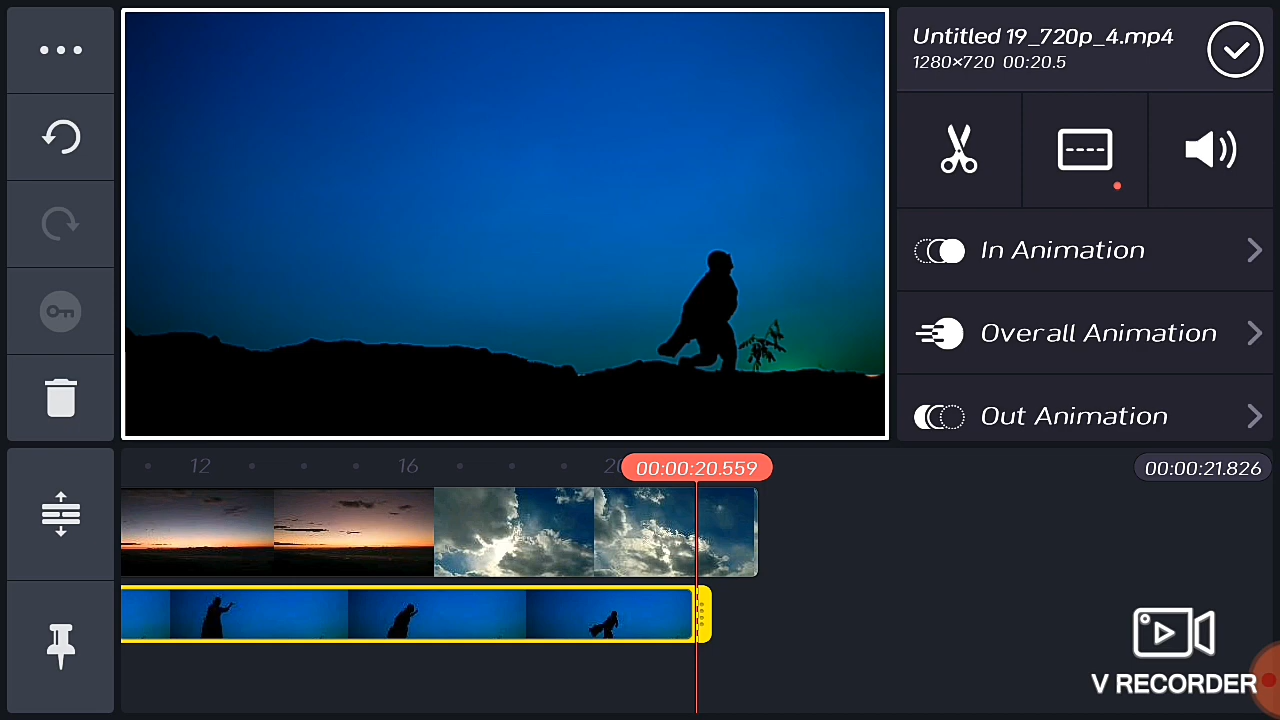 Untitled 19_720p_4.mp4
1280×720 00:20.5
In Animation
Overall Animation
Out Animation
12
16
00:00:20.559
00:00:21.826
V RECORDER